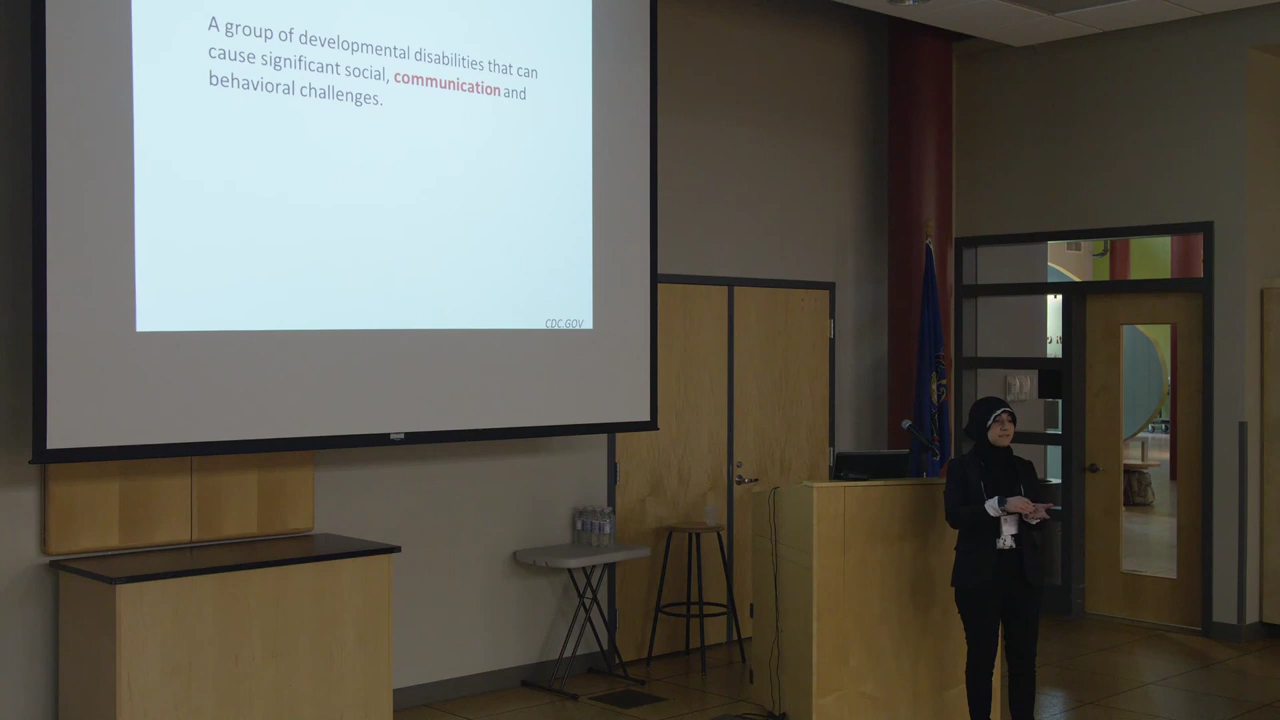 A group of developmental disabilities that can
cause significant social, communication and
behavioral challenges.
CDC.GOV